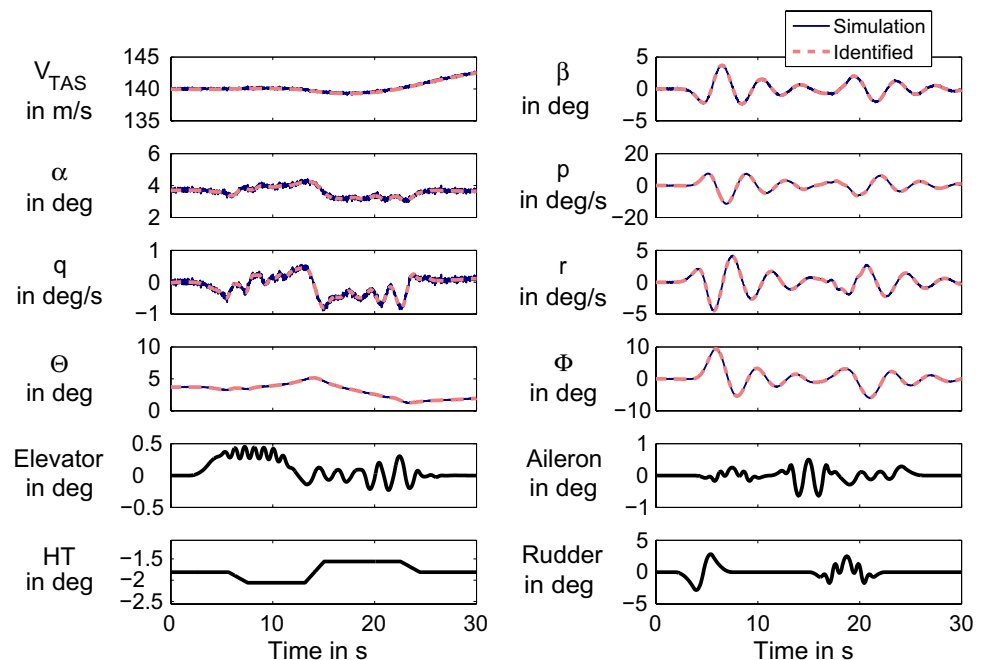 Simulation
Identified
V_TAS
in m/s
145
140
135
β
in deg
5
0
−5
α
in deg
6
4
2
p
in deg/s
20
0
−20
q
in deg/s
1
0
−1
r
in deg/s
5
0
−5
Θ
in deg
10
5
0
Φ
in deg
10
0
−10
Elevator
in deg
0.5
0
−0.5
Aileron
in deg
1
0
−1
HT
in deg
−1.5
−2
−2.5
Rudder
in deg
5
0
−5
0 10 20 30
Time in s
0 10 20 30
Time in s